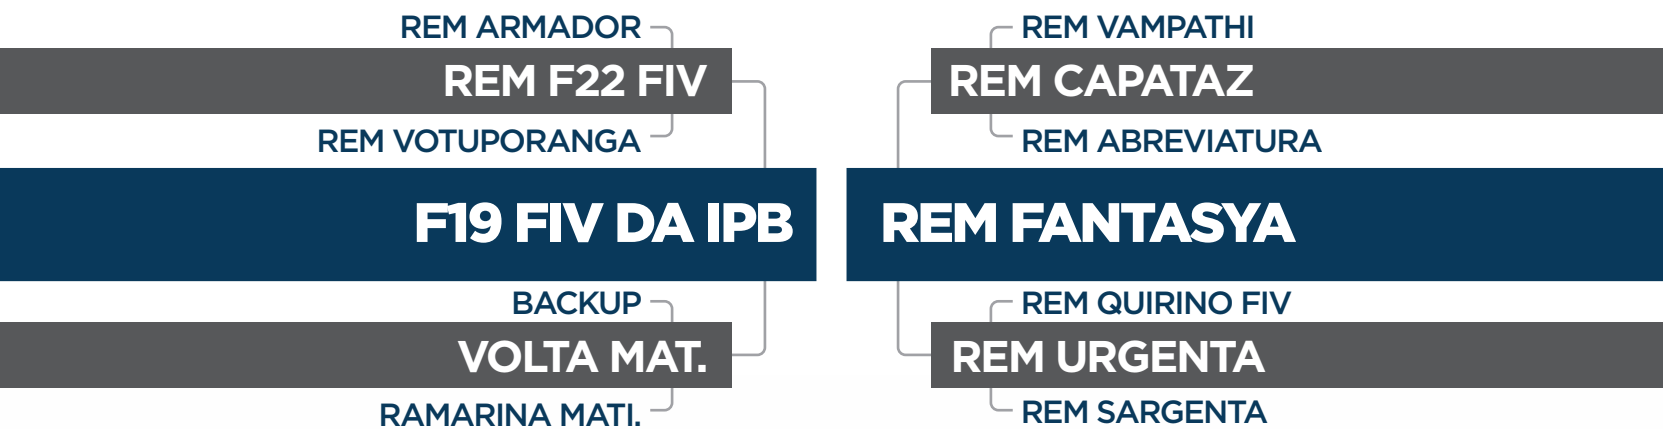 REM ARMADOR
REM F22 FIV
REM VOTUPORANGA
F19 FIV DA IPB
BACKUP
VOLTA MAT.
RAMARINA MATI.
REM VAMPATHI
REM CAPATAZ
REM ABREVIATURA
REM FANTASYA
REM QUIRINO FIV
REM URGENTA
REM SARGENTA